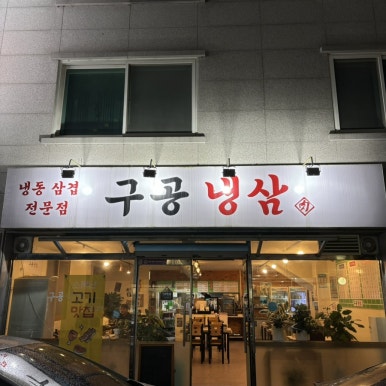 냉동 삼겹
전문점
구공 냉삼
고기
맛집